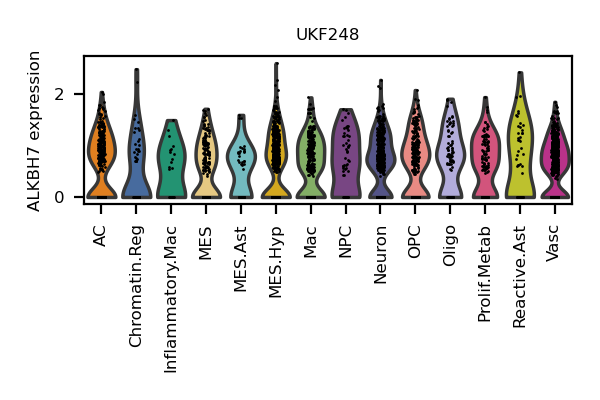 UKF248
ALKBH7 expression
2
0
AC
Chromatin.Reg
Inflammatory.Mac
MES
MES.Ast
MES.Hyp
Mac
NPC
Neuron
OPC
Oligo
Prolif.Metab
Reactive.Ast
Vasc